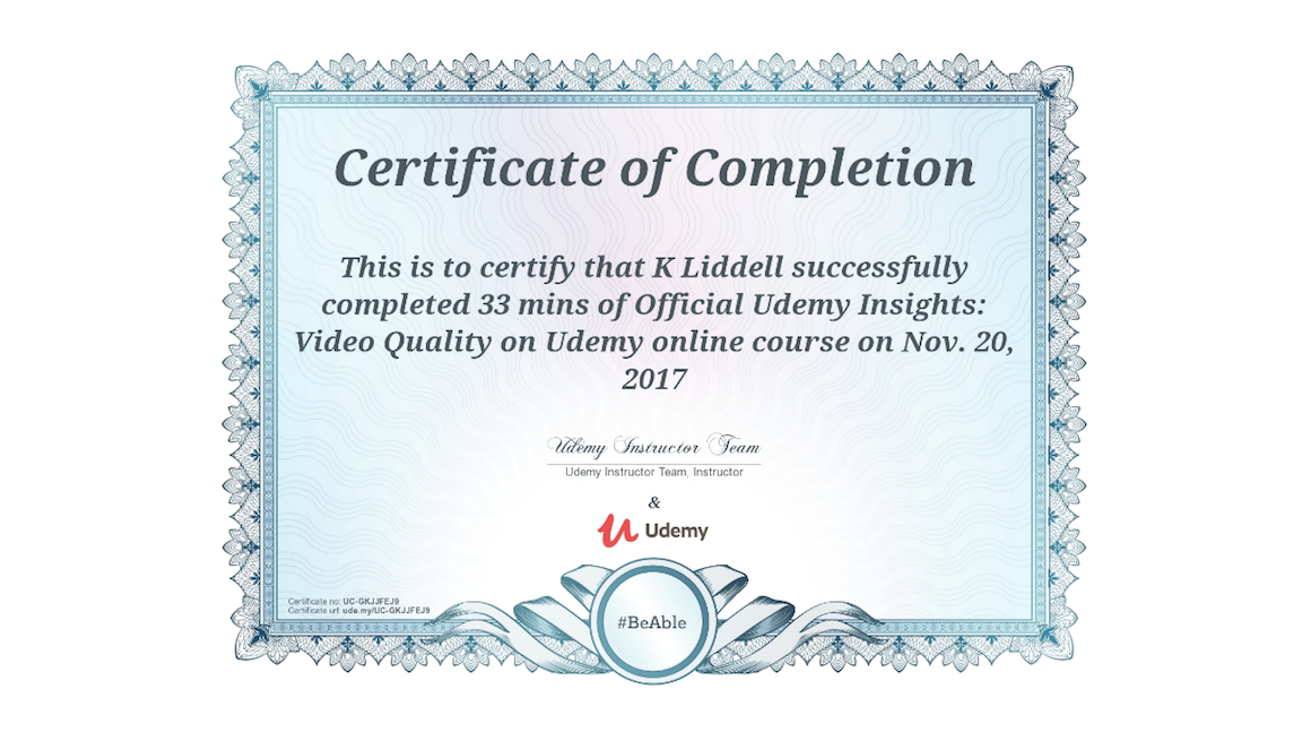 Certificate of Completion
This is to certify that K Liddell successfully
completed 33 mins of Official Udemy Insights:
Video Quality on Udemy online course on Nov. 20,
2017
Udemy Instructor Team
Udemy Instructor Team, Instructor
&
Udemy
Certificate no: UC-GKJJFEJ9
Certificate url: ude.my/UC-GKJJFEJ9
#BeAble